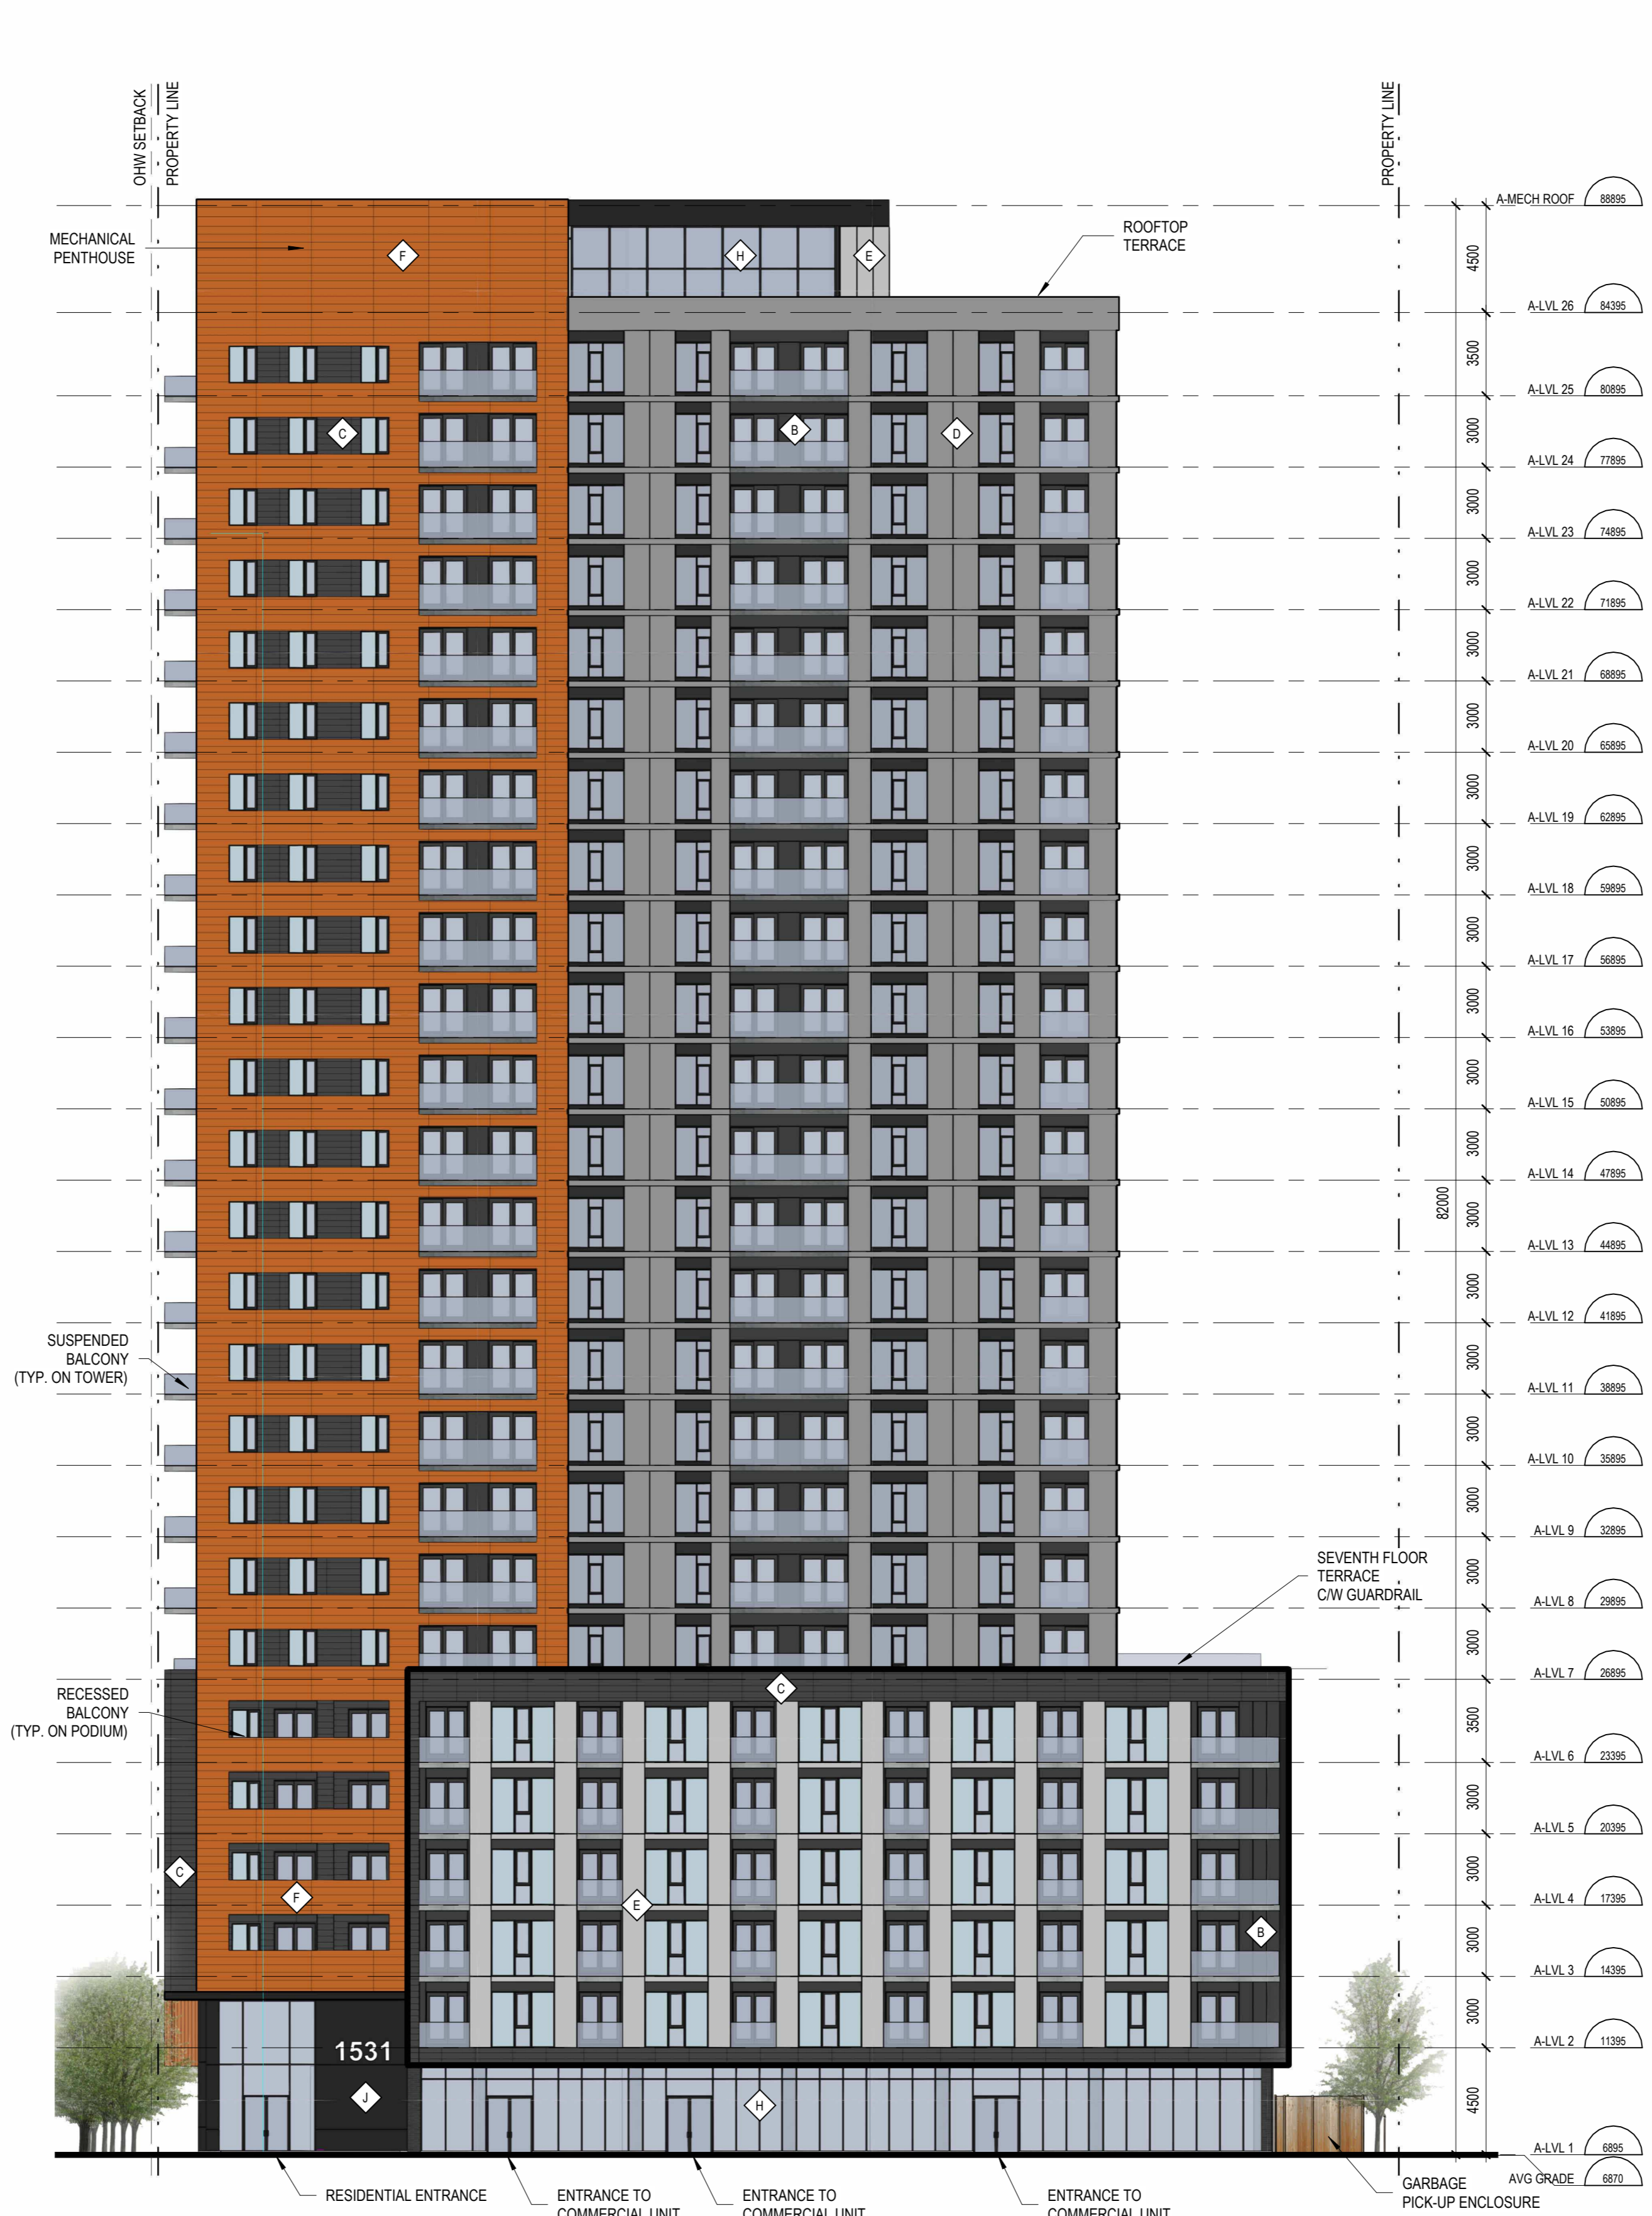 OHW SETBACK
PROPERTY LINE
PROPERTY LINE
A-MECH ROOF 88895
MECHANICAL
PENTHOUSE
F
H
E
ROOFTOP
TERRACE
4500
A-LVL 26 84395
3500
A-LVL 25 80895
C
B
D
3000
A-LVL 24 77895
3000
A-LVL 23 74895
3000
A-LVL 22 71895
3000
A-LVL 21 68895
3000
A-LVL 20 65895
3000
A-LVL 19 62895
3000
A-LVL 18 59895
3000
A-LVL 17 56895
3000
A-LVL 16 53895
3000
A-LVL 15 50895
3000
A-LVL 14 47895
82000
3000
A-LVL 13 44895
3000
A-LVL 12 41895
SUSPENDED
BALCONY
(TYP. ON TOWER)
3000
A-LVL 11 38895
3000
A-LVL 10 35895
3000
A-LVL 9 32895
SEVENTH FLOOR
TERRACE
C/W GUARDRAIL
3000
A-LVL 8 29895
3000
A-LVL 7 26895
C
RECESSED
BALCONY
(TYP. ON PODIUM)
3500
A-LVL 6 23395
3000
A-LVL 5 20395
C
F
E
3000
A-LVL 4 17395
B
3000
A-LVL 3 14395
3000
1531
A-LVL 2 11395
J
H
4500
A-LVL 1 6895
AVG GRADE 6870
RESIDENTIAL ENTRANCE
ENTRANCE TO
COMMERCIAL UNIT
ENTRANCE TO
COMMERCIAL UNIT
ENTRANCE TO
COMMERCIAL UNIT
GARBAGE
PICK-UP ENCLOSURE